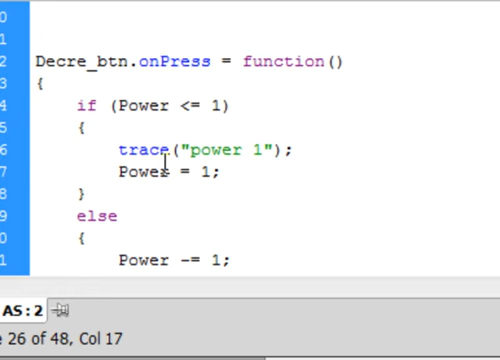 0
1
2 Decre_btn.onPress = function()
3 {
4 if (Power <= 1)
5 {
6 trace("power 1");
7 Power = 1;
8 }
9 else
0 {
1 Power -= 1;
AS:2
e 26 of 48, Col 17